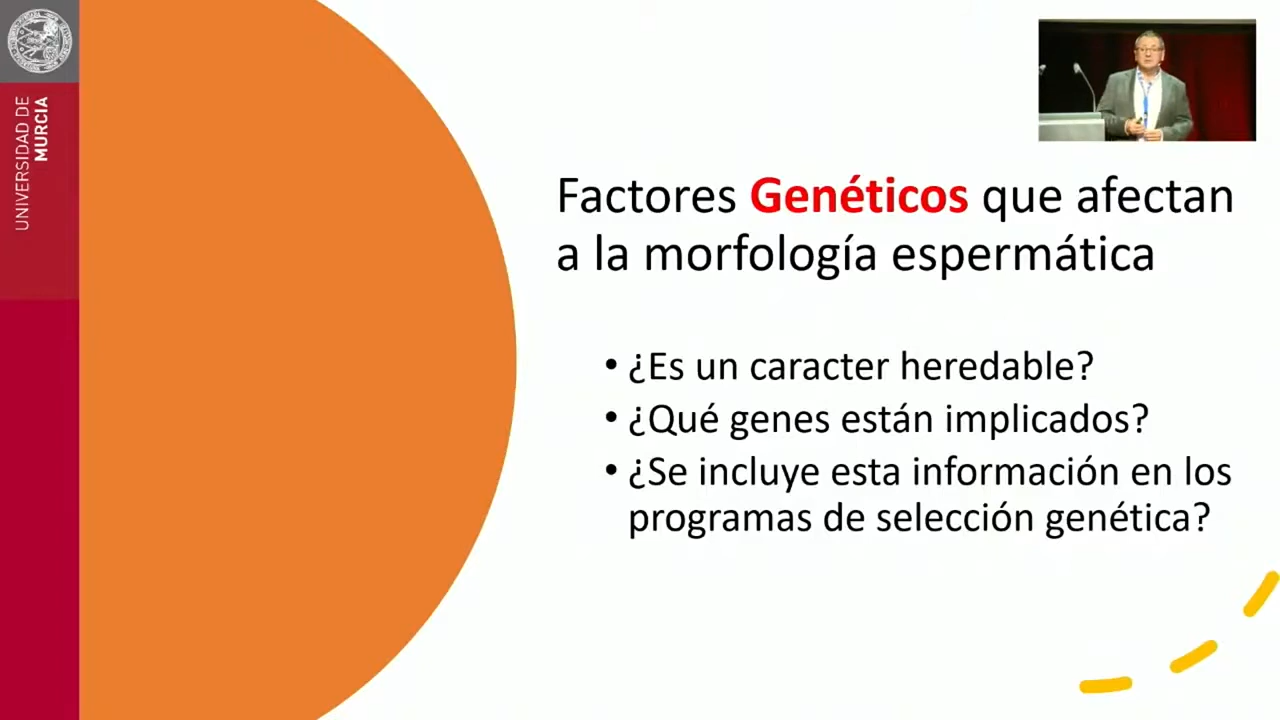 UNIVERSIDAD DE
MURCIA
Factores Genéticos que afectan
a la morfología espermática
• ¿Es un caracter heredable?
• ¿Qué genes están implicados?
• ¿Se incluye esta información en los
programas de selección genética?